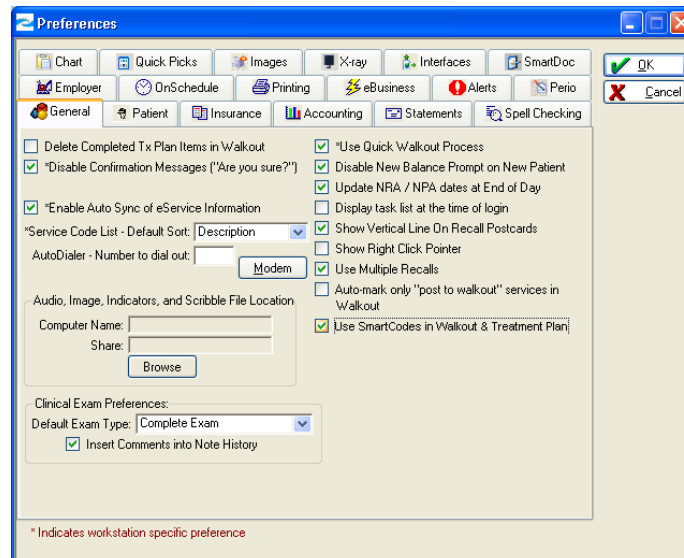 Preferences
Chart Quick Picks Images X-ray Interfaces SmartDoc
Employer OnSchedule Printing eBusiness Alerts Perio
General Patient Insurance Accounting Statements Spell Checking
OK
Cancel
Delete Completed Tx Plan Items in Walkout
*Disable Confirmation Messages ("Are you sure?")
*Enable Auto Sync of eService Information
*Service Code List - Default Sort: Description
AutoDialer - Number to dial out:
Modem
Audio, Image, Indicators, and Scribble File Location
Computer Name:
Share:
Browse
Clinical Exam Preferences:
Default Exam Type: Complete Exam
Insert Comments into Note History
*Use Quick Walkout Process
Disable New Balance Prompt on New Patient
Update NRA / NPA dates at End of Day
Display task list at the time of login
Show Vertical Line On Recall Postcards
Show Right Click Pointer
Use Multiple Recalls
Auto-mark only "post to walkout" services in
Walkout
Use SmartCodes in Walkout & Treatment Plan
* Indicates workstation specific preference